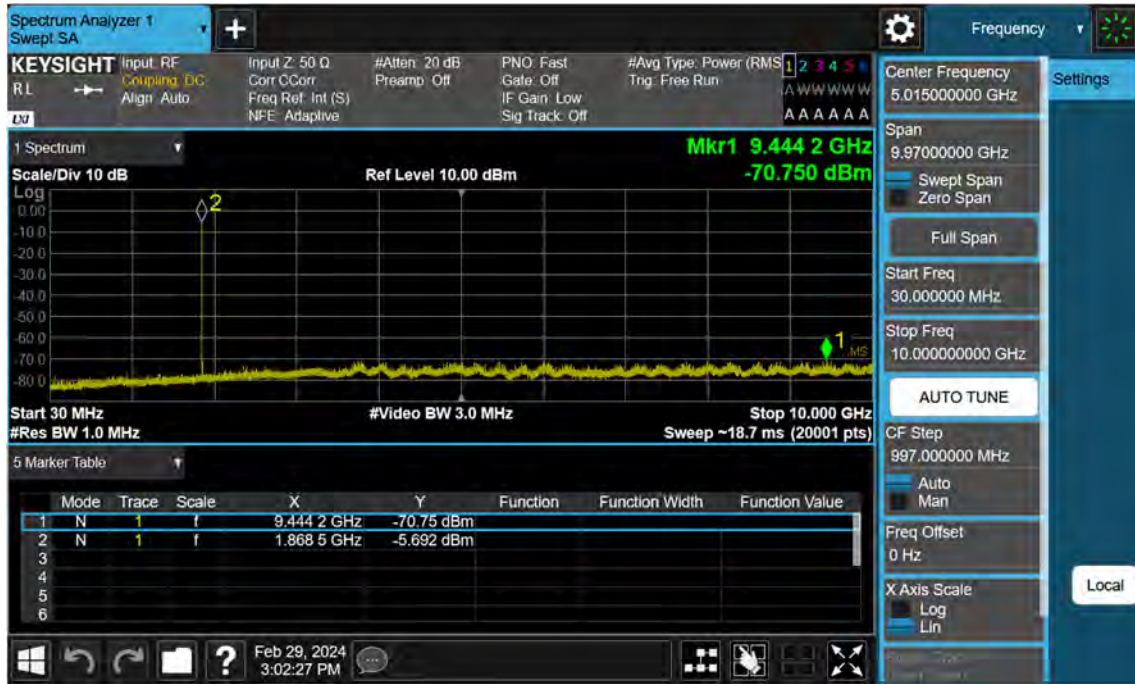 Spectrum Analyzer 1
Swept SA
+
Frequency
KEYSIGHT
RL
LXI
Input: RF
Coupling: DC
Align: Auto
Input Z: 50 Ω
Corr CCorr
Freq Ref: Int (S)
NFE: Adaptive
#Atten: 20 dB
Preamp: Off
PNO: Fast
Gate: Off
IF Gain: Low
Sig Track: Off
#Avg Type: Power (RMS
Trig: Free Run
1 2 3 4 5 6
A W W W W W
A A A A A A
Center Frequency
5.015000000 GHz
Settings
1 Spectrum
Scale/Div 10 dB
Ref Level 10.00 dBm
Mkr1 9.444 2 GHz
-70.750 dBm
Log
0.00
-10.0
-20.0
-30.0
-40.0
-50.0
-60.0
-70.0
-80.0
2
1
Start 30 MHz
#Video BW 3.0 MHz
Stop 10.000 GHz
#Res BW 1.0 MHz
Sweep ~18.7 ms (20001 pts)
Span
9.97000000 GHz
Swept Span
Zero Span
Full Span
Start Freq
30.000000 MHz
Stop Freq
10.000000000 GHz
AUTO TUNE
CF Step
997.000000 MHz
Auto
Man
Freq Offset
0 Hz
X Axis Scale
Log
Lin
Local
5 Marker Table
Mode Trace Scale X Y Function Function Width Function Value
1 N 1 f 9.444 2 GHz -70.75 dBm
2 N 1 f 1.868 5 GHz -5.692 dBm
3
4
5
6
?
Feb 29, 2024
3:02:27 PM